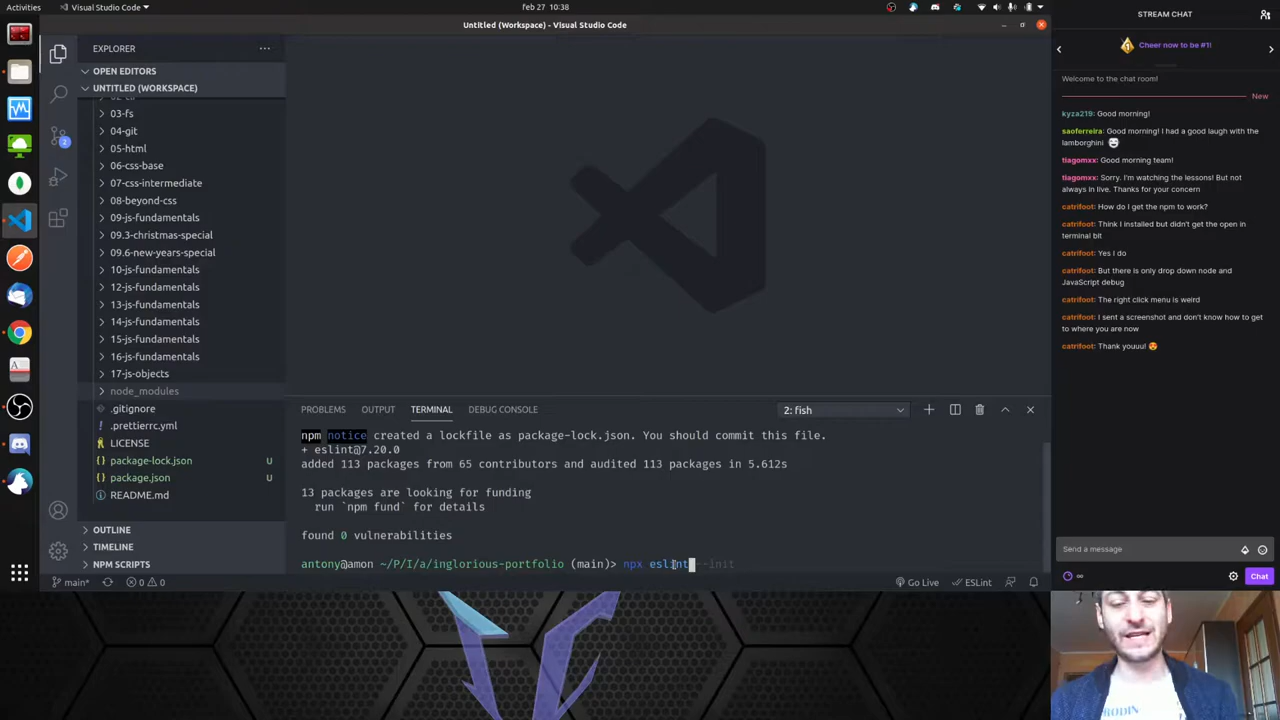 Activities
Visual Studio Code
feb 27 10:38
Untitled (Workspace) - Visual Studio Code
EXPLORER
OPEN EDITORS
UNTITLED (WORKSPACE)
03-fs
04-git
05-html
06-css-base
07-css-intermediate
08-beyond-css
09-js-fundamentals
09.3-christmas-special
09.6-new-years-special
10-js-fundamentals
12-js-fundamentals
13-js-fundamentals
14-js-fundamentals
15-js-fundamentals
16-js-fundamentals
17-js-objects
node_modules
.gitignore
.prettierrc.yml
LICENSE
package-lock.json U
package.json U
README.md
OUTLINE
TIMELINE
NPM SCRIPTS
2
PROBLEMS OUTPUT TERMINAL DEBUG CONSOLE
2: fish
npm notice created a lockfile as package-lock.json. You should commit this file.
+ eslint@7.20.0
added 113 packages from 65 contributors and audited 113 packages in 5.612s
13 packages are looking for funding
run `npm fund` for details
found 0 vulnerabilities
antony@amon ~/P/I/a/inglorious-portfolio (main)> npx eslint --init
main* 0 0
Go Live ESLint
STREAM CHAT
1
Cheer now to be #1!
Welcome to the chat room!
New
kyza219: Good morning!
saoferreira: Good morning! I had a good laugh with the
lamborghini
tiagomxx: Good morning team!
tiagomxx: Sorry. I'm watching the lessons! But not
always in live. Thanks for your concern
catrifoot: How do I get the npm to work?
catrifoot: Think I installed but didn't get the open in
terminal bit
catrifoot: Yes I do
catrifoot: But there is only drop down node and
JavaScript debug
catrifoot: The right click menu is weird
catrifoot: I sent a screenshot and don't know how to get
to where you are now
catrifoot: Thank youuu!
Send a message
∞
Chat